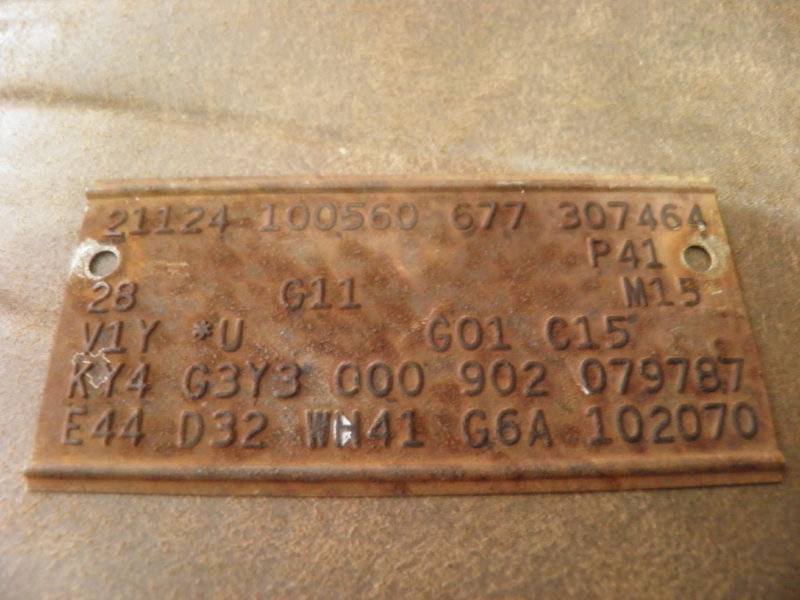 21124 100560 677 307464
P41
28 G11 M15
V1Y *U G01 C15
KY4 G3Y3 000 902 079787
E44 D32 WH41 G6A 102070